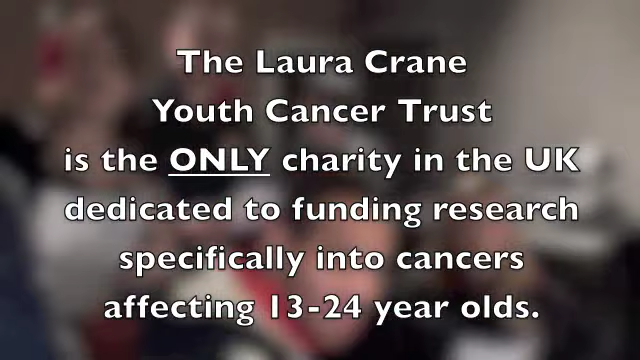 The Laura Crane
Youth Cancer Trust
is the ONLY charity in the UK
dedicated to funding research
specifically into cancers
affecting 13-24 year olds.